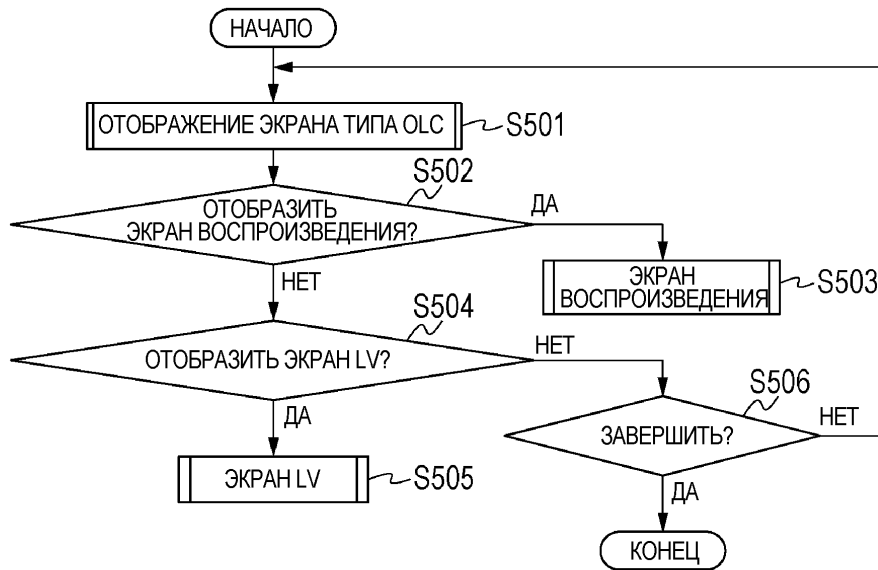 НАЧАЛО
ОТОБРАЖЕНИЕ ЭКРАНА ТИПА OLC
S501
S502
ОТОБРАЗИТЬ
ЭКРАН ВОСПРОИЗВЕДЕНИЯ?
ДА
НЕТ
ЭКРАН
ВОСПРОИЗВЕДЕНИЯ
S503
S504
ОТОБРАЗИТЬ ЭКРАН LV?
НЕТ
ДА
S506
ЗАВЕРШИТЬ?
НЕТ
ЭКРАН LV
S505
ДА
КОНЕЦ